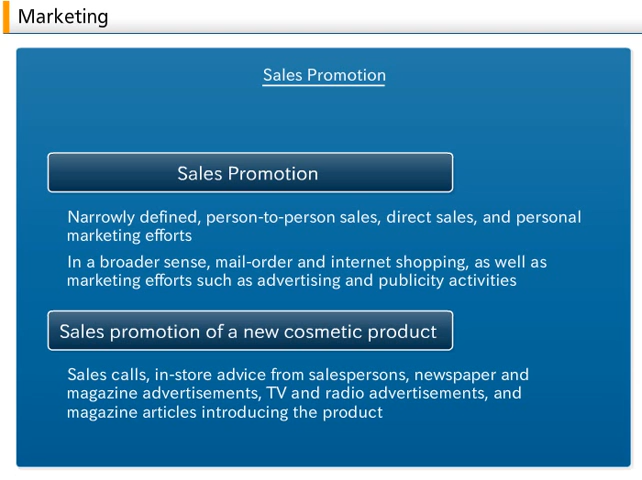 Marketing
Sales Promotion
Sales Promotion
Narrowly defined, person-to-person sales, direct sales, and personal
marketing efforts
In a broader sense, mail-order and internet shopping, as well as
marketing efforts such as advertising and publicity activities
Sales promotion of a new cosmetic product
Sales calls, in-store advice from salespersons, newspaper and
magazine advertisements, TV and radio advertisements, and
magazine articles introducing the product